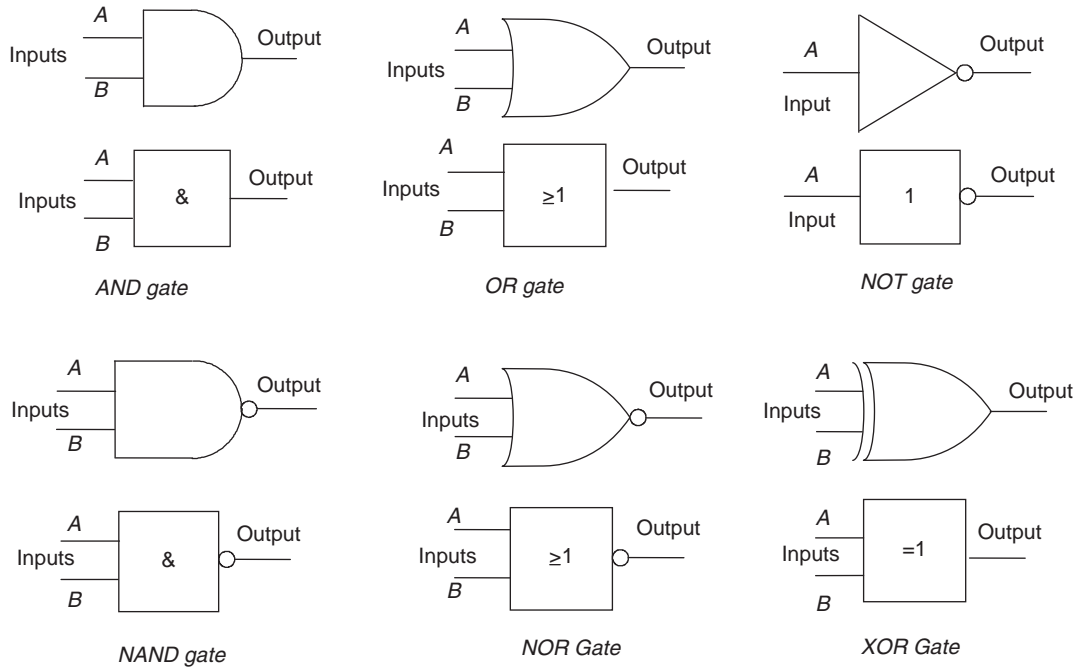 A
Inputs
B
Output
A
Inputs
B
Output
A
Input
Output
A
Inputs
B
&
Output
AND gate
A
Inputs
B
≥1
Output
OR gate
A
Input
1
Output
NOT gate
A
Inputs
B
Output
A
Inputs
B
Output
A
Inputs
B
Output
A
Inputs
B
&
Output
NAND gate
A
Inputs
B
≥1
Output
NOR Gate
A
Inputs
B
=1
Output
XOR Gate